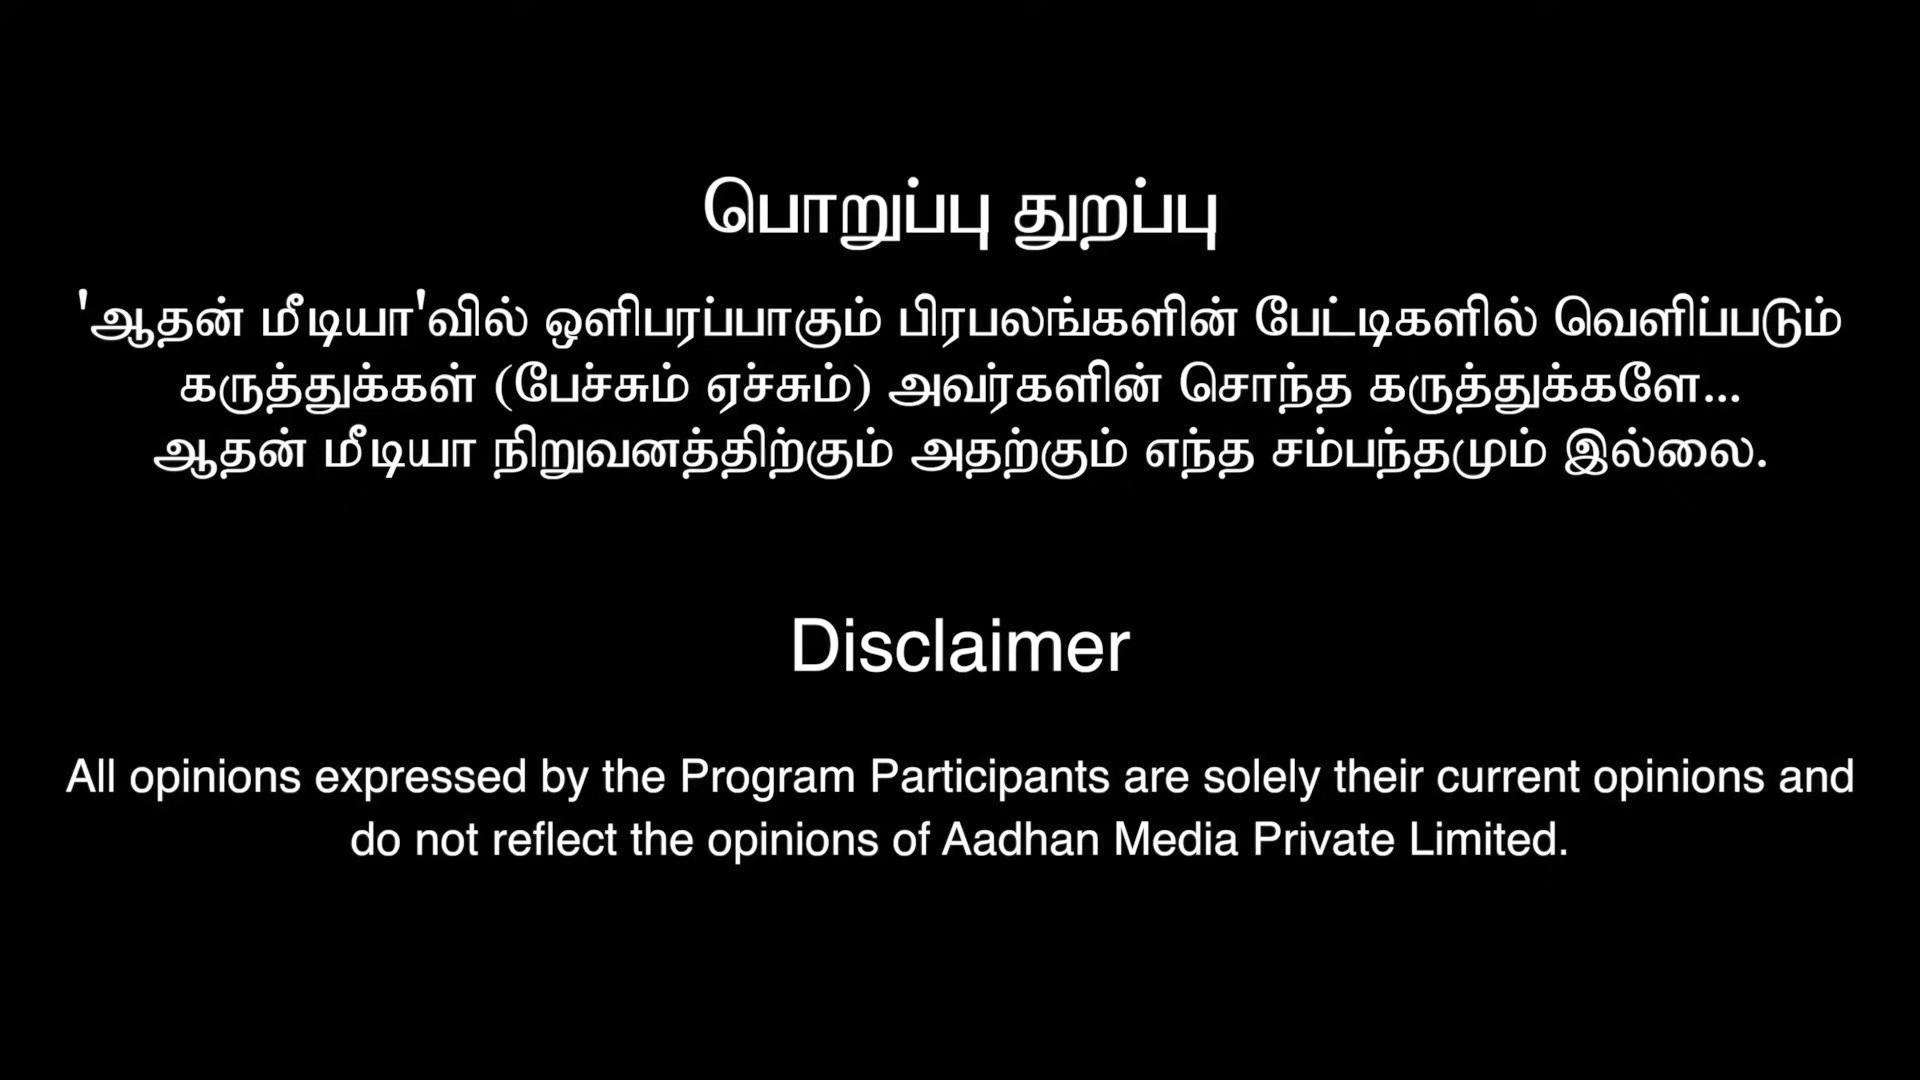 பொறுப்பு துறப்பு
'ஆதன் மீடியா'வில் ஒளிபரப்பாகும் பிரபலங்களின் பேட்டிகளில் வெளிப்படும்
கருத்துக்கள் (பேச்சும் ஏச்சும்) அவர்களின் சொந்த கருத்துக்களே...
ஆதன் மீடியா நிறுவனத்திற்கும் அதற்கும் எந்த சம்பந்தமும் இல்லை.
Disclaimer
All opinions expressed by the Program Participants are solely their current opinions and
do not reflect the opinions of Aadhan Media Private Limited.